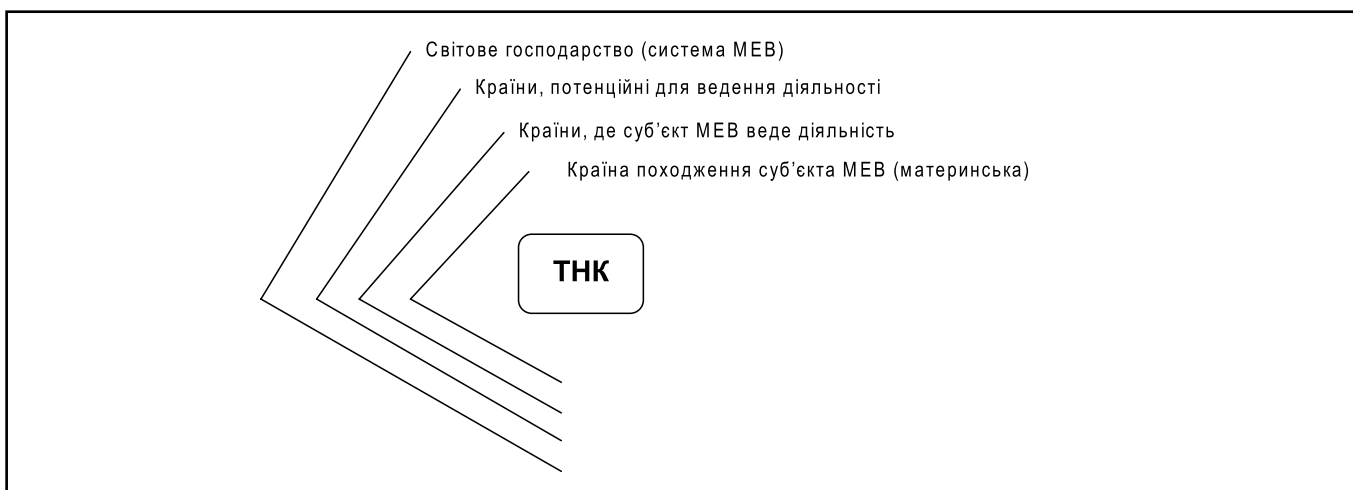 Світове господарство (система МЕВ)
Країни, потенційні для ведення діяльності
Країни, де суб’єкт МЕВ веде діяльність
Країна походження суб’єкта МЕВ (материнська)
ТНК